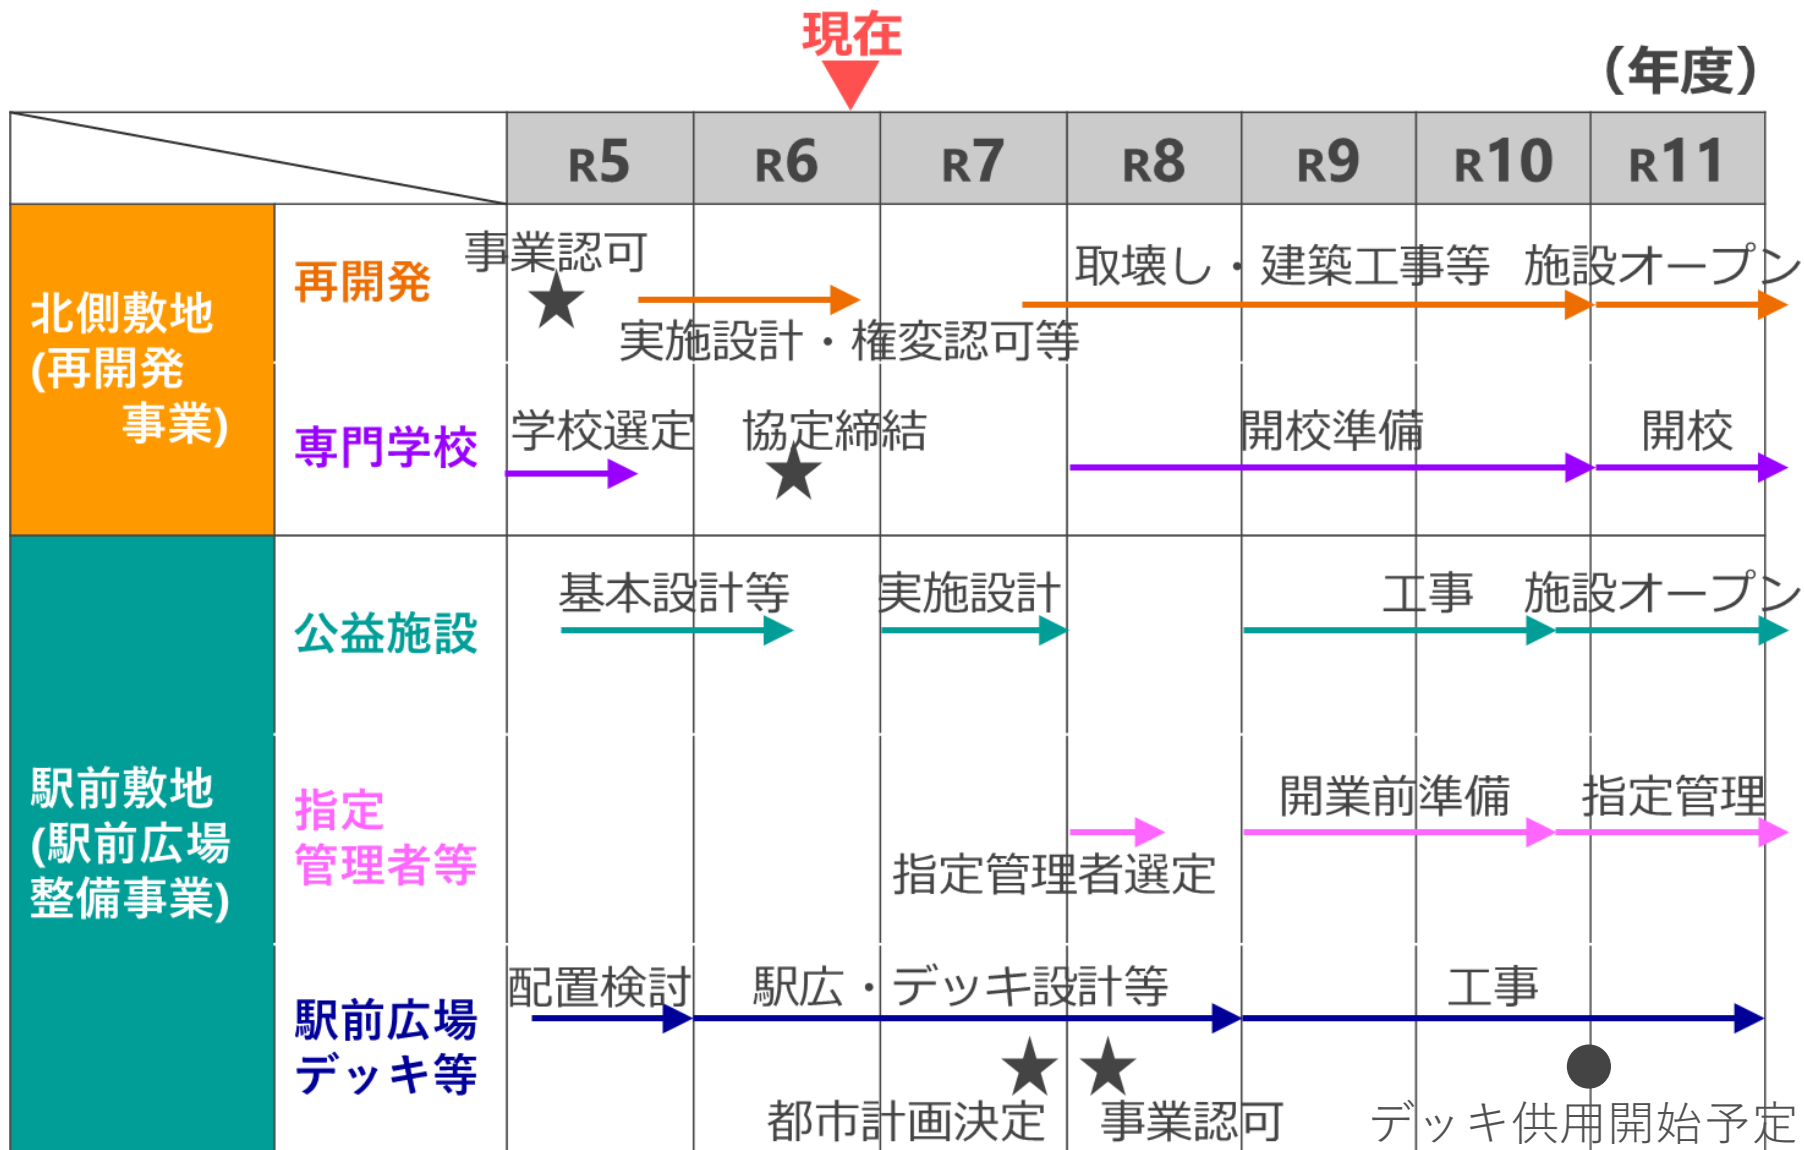 現在
（年度）
R5 R6 R7 R8 R9 R10 R11
北側敷地
(再開発
事業)
再開発
事業認可
実施設計・権変認可等
取壊し・建築工事等
施設オープン
専門学校
学校選定
協定締結
開校準備
開校
駅前敷地
(駅前広場
整備事業)
公益施設
基本設計等
実施設計
工事
施設オープン
指定
管理者等
指定管理者選定
開業前準備
指定管理
駅前広場
デッキ等
配置検討
駅広・デッキ設計等
工事
都市計画決定
事業認可
デッキ供用開始予定